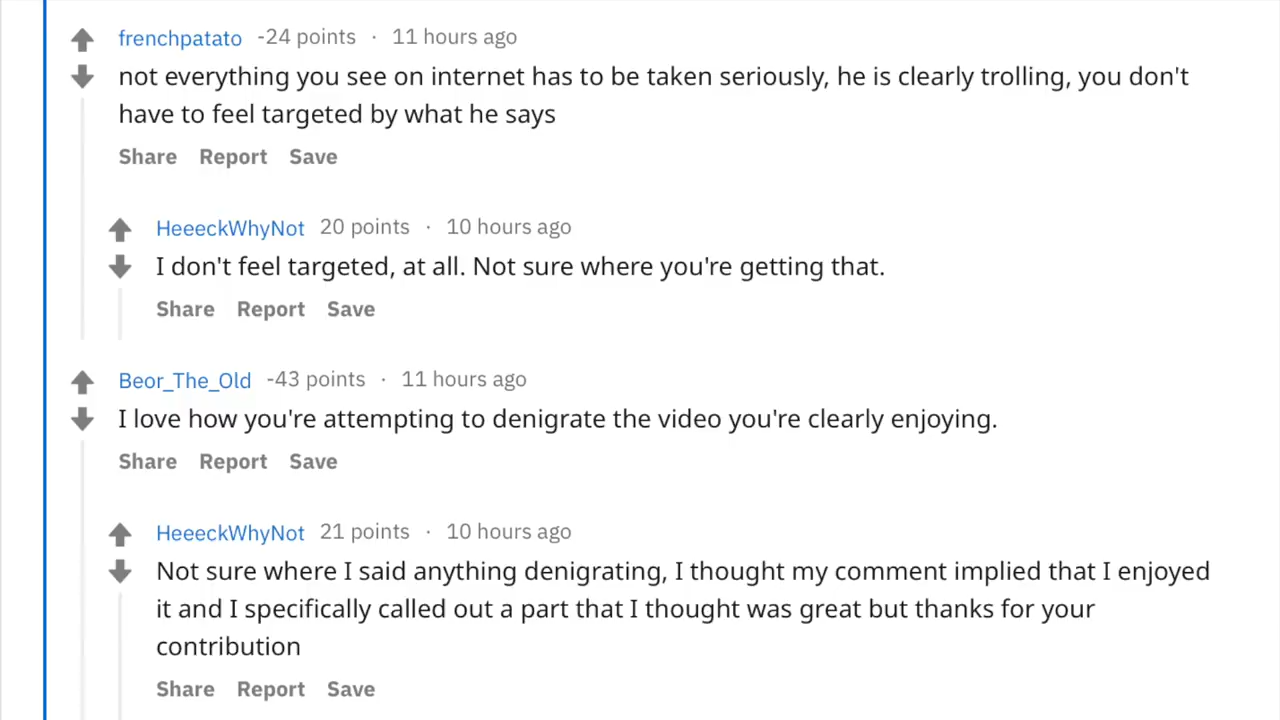 frenchpatato -24 points · 11 hours ago
not everything you see on internet has to be taken seriously, he is clearly trolling, you don't
have to feel targeted by what he says
Share Report Save
HeeeckWhyNot 20 points · 10 hours ago
I don't feel targeted, at all. Not sure where you're getting that.
Share Report Save
Beor_The_Old -43 points · 11 hours ago
I love how you're attempting to denigrate the video you're clearly enjoying.
Share Report Save
HeeeckWhyNot 21 points · 10 hours ago
Not sure where I said anything denigrating, I thought my comment implied that I enjoyed
it and I specifically called out a part that I thought was great but thanks for your
contribution
Share Report Save